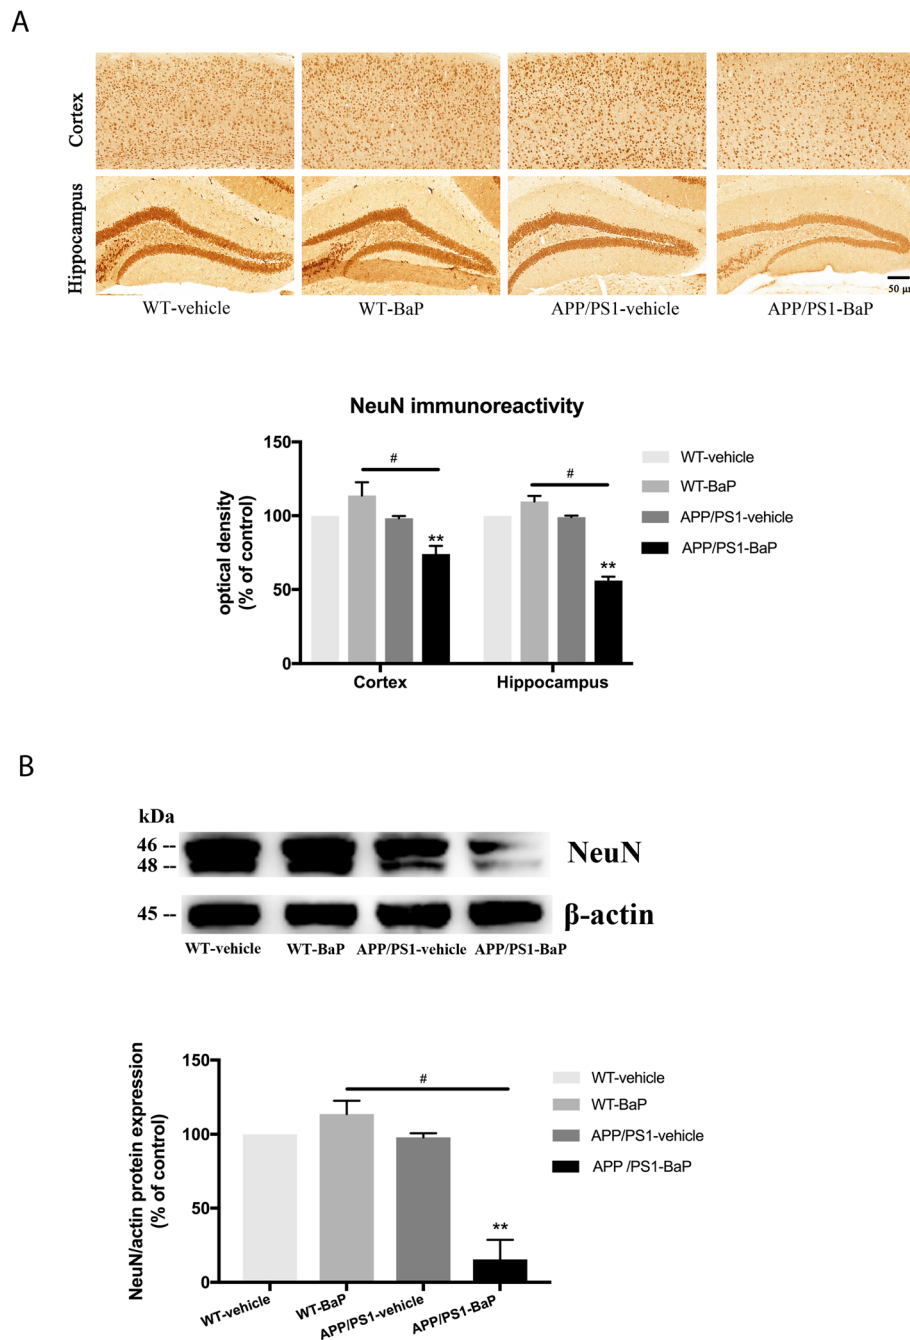 A
Cortex
Hippocampus
50 μm
WT-vehicle
WT-BaP
APP/PS1-vehicle
APP/PS1-BaP
NeuN immunoreactivity
optical density
(% of control)
150
100
50
0
#
**
#
**
Cortex
Hippocampus
WT-vehicle
WT-BaP
APP/PS1-vehicle
APP/PS1-BaP
B
kDa
46 --
48 --
NeuN
45 --
β-actin
WT-vehicle
WT-BaP
APP/PS1-vehicle
APP/PS1-BaP
NeuN/actin protein expression
(% of control)
150
100
50
0
#
**
WT-vehicle
WT-BaP
APP/PS1-vehicle
APP/PS1-BaP
WT-vehicle
WT-BaP
APP/PS1-vehicle
APP /PS1-BaP